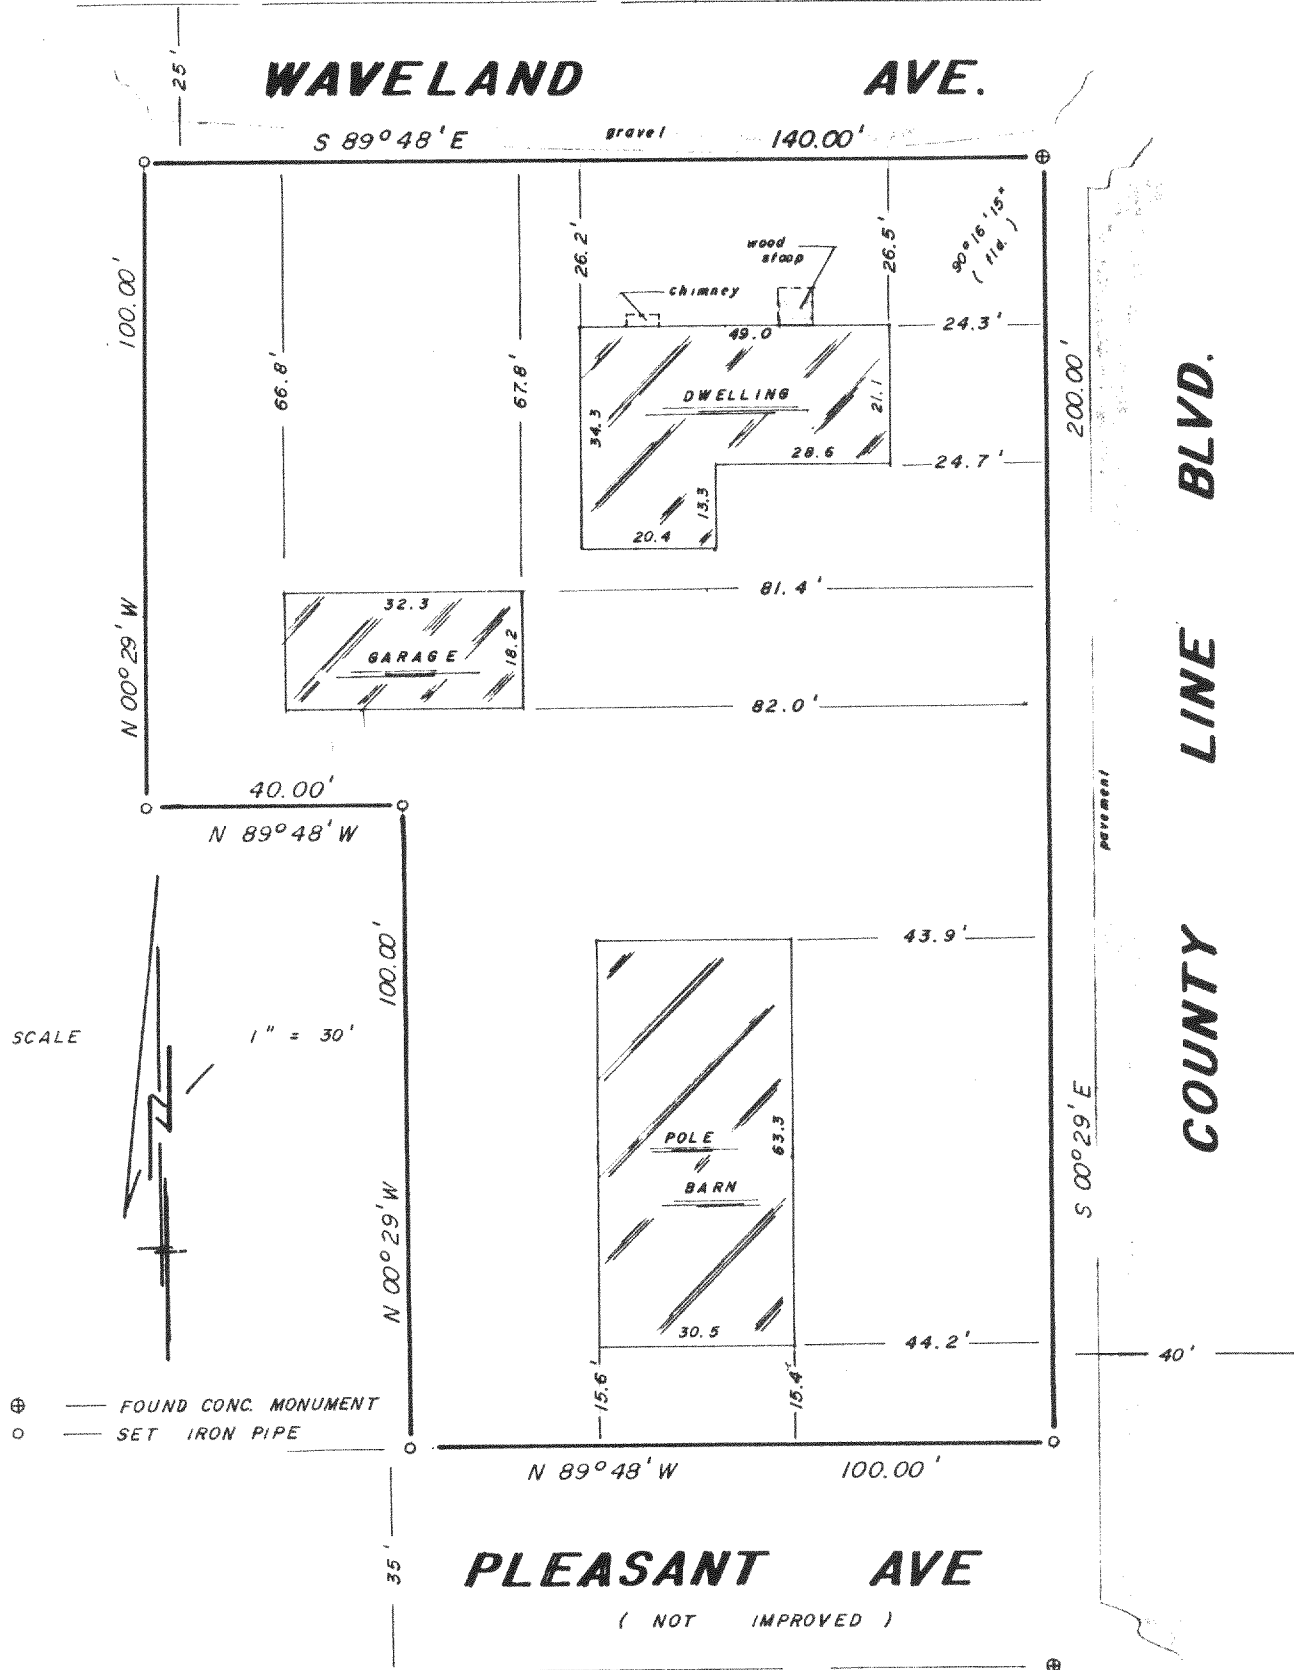 25'
WAVELAND AVE.
S 89°48'E gravel 140.00'
100.00'
N 00°29'W
66.8'
67.8'
26.2'
26.5'
90°16'15"
( fld. )
wood
stoop
chimney
24.3'
49.0
DWELLING
34.3
21.1
28.6
24.7'
13.3
20.4
200.00'
S 00°29'E
COUNTY LINE BLVD.
pavement
81.4'
32.3
GARAGE
18.2
82.0'
40.00'
N 89°48'W
100.00'
N 00°29'W
43.9'
SCALE 1" = 30'
N
POLE
BARN
63.3
30.5
44.2'
40'
15.6'
15.4'
⊕ — FOUND CONC. MONUMENT
○ — SET IRON PIPE
N 89°48'W 100.00'
35'
PLEASANT AVE
( NOT IMPROVED )